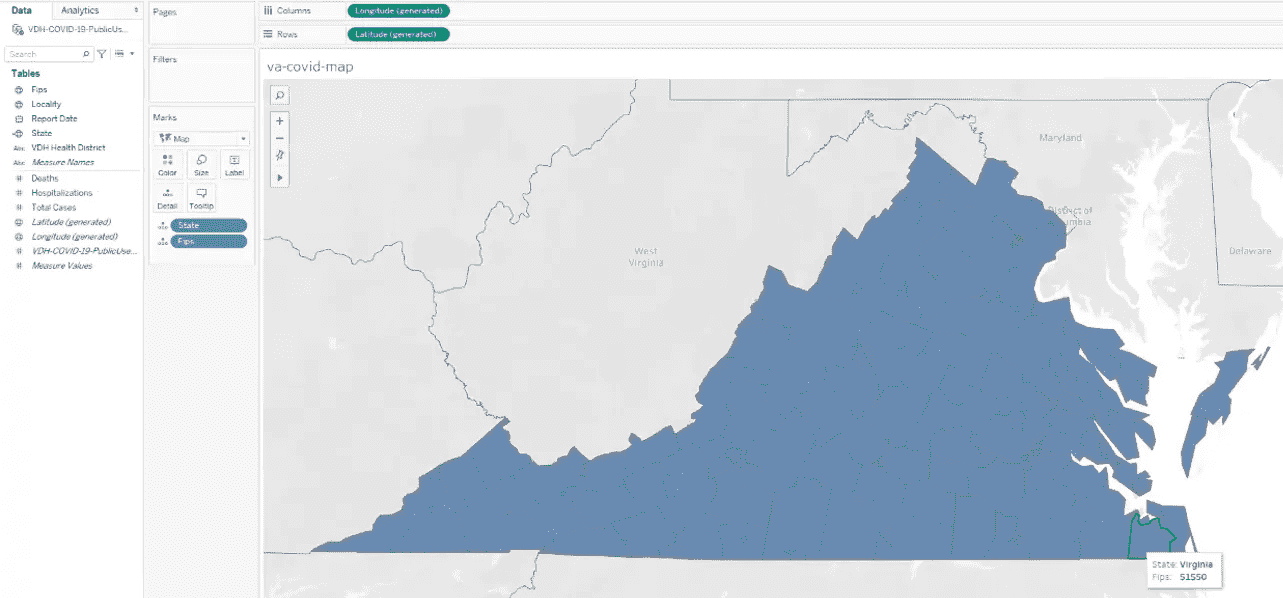 Data
Analytics
VDH-COVID-19-PublicUs...
Search
Tables
Fips
Locality
Report Date
State
Abc VDH Health District
Abc Measure Names
# Deaths
# Hospitalizations
# Total Cases
Latitude (generated)
Longitude (generated)
# VDH-COVID-19-PublicUse...
# Measure Values
Pages
Filters
Marks
Map
Color Size Label
Detail Tooltip
State
Fips
Columns Longitude (generated)
Rows Latitude (generated)
va-covid-map
Maryland
District of
umbia
West
Virginia
Delaware
State: Virginia
Fips: 51550